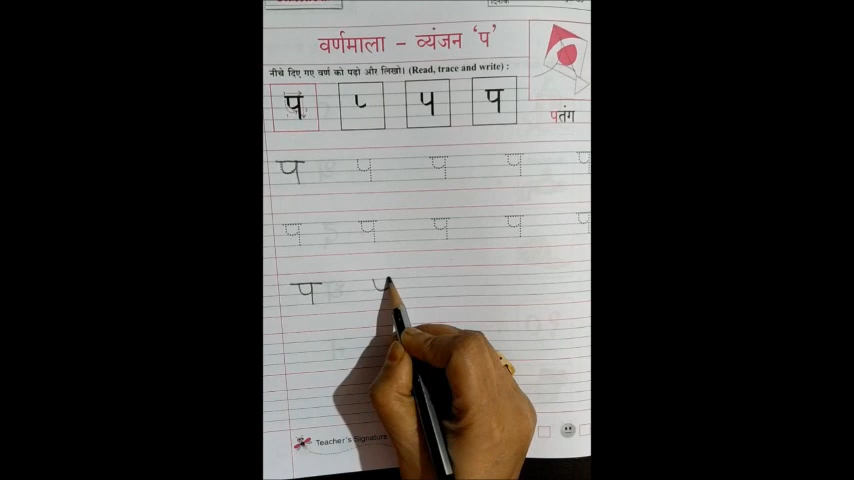 दिनांक
वर्णमाला – व्यंजन ‘प’
नीचे दिए गए वर्ण को पढ़ो और लिखो। (Read, trace and write) :
प प प
पतंग
प प प प प
प प प प प
प
Teacher's Signature